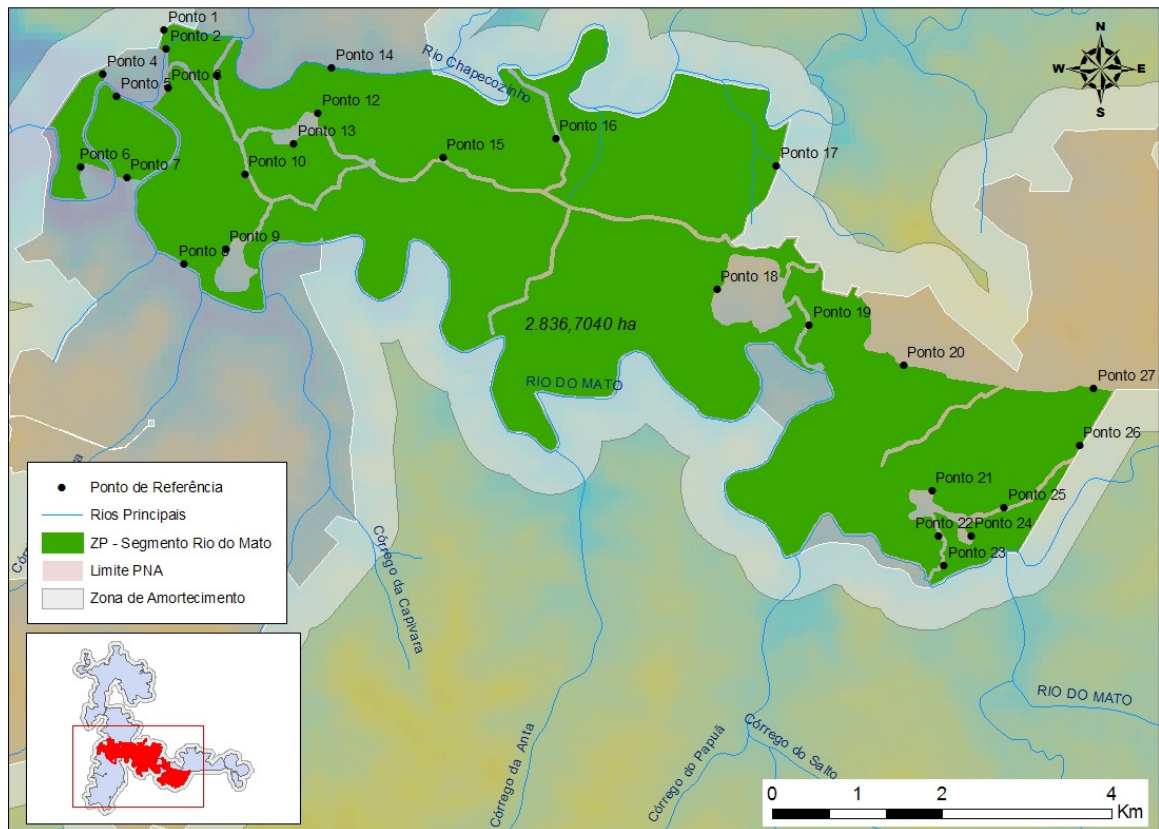 Ponto 1
Ponto 2
Ponto 4
Ponto 5
Ponto 14
Rio Chapecozinho
N
W
E
S
Ponto 12
Ponto 13
Ponto 16
Ponto 6
Ponto 7
Ponto 10
Ponto 15
Ponto 17
Ponto 8
Ponto 9
Ponto 18
2.836,7040 ha
Ponto 19
RIO DO MATO
Ponto 20
Ponto 27
Ponto 26
Ponto 21
Ponto 25
Ponto 22
Ponto 24
Ponto 23
Ponto de Referência
Rios Principais
ZP - Segmento Rio do Mato
Limite PNA
Zona de Amortecimento
Córrego da Capivara
Córrego da Anta
Córrego do Papuã
Córrego do Salto
RIO DO MATO
0 1 2 4
Km